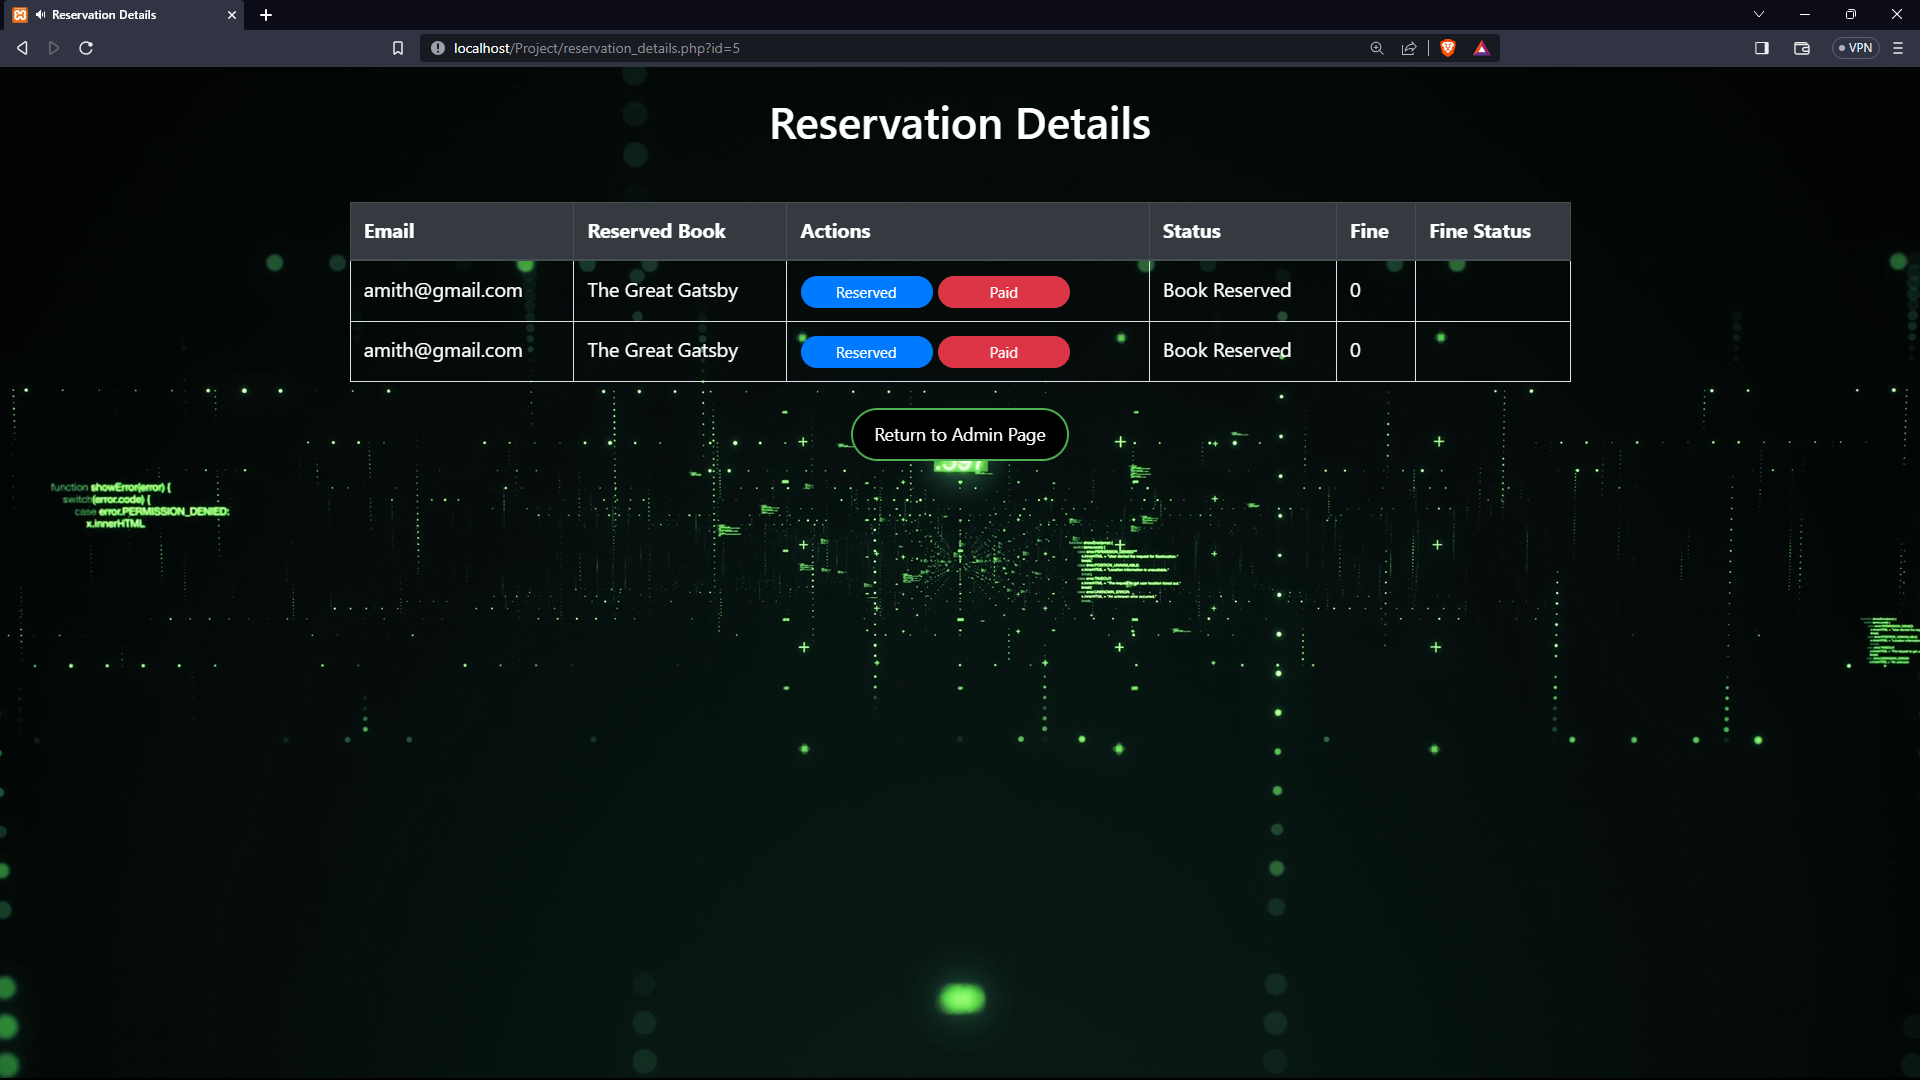 Reservation Details
localhost/Project/reservation_details.php?id=5
VPN
Reservation Details
Email Reserved Book Actions Status Fine Fine Status
amith@gmail.com The Great Gatsby Reserved Paid Book Reserved 0
amith@gmail.com The Great Gatsby Reserved Paid Book Reserved 0
Return to Admin Page
function showError(error) {
switch(error.code) {
case error.PERMISSION_DENIED:
x.innerHTML